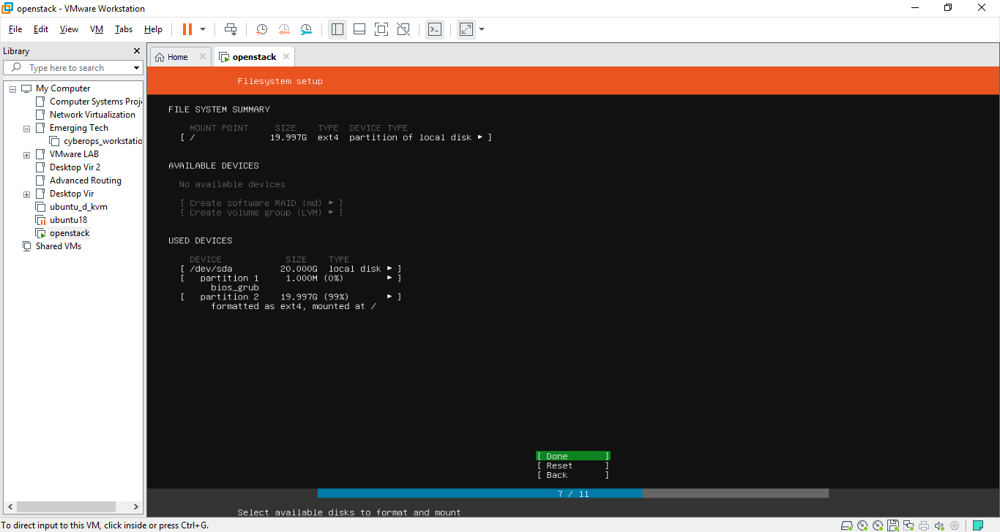 openstack - VMware Workstation
File Edit View VM Tabs Help
Library
Type here to search
Home
openstack
My Computer
Computer Systems Proj
Network Virtualization
Emerging Tech
cyberops_workstatio
VMware LAB
Desktop Vir 2
Advanced Routing
Desktop Vir
ubuntu_d_kvm
ubuntu18
openstack
Shared VMs
Filesystem setup
FILE SYSTEM SUMMARY
MOUNT POINT SIZE TYPE DEVICE TYPE
[ / 19.997G ext4 partition of local disk ▸ ]
AVAILABLE DEVICES
No available devices
[ Create software RAID (md) ▸ ]
[ Create volume group (LVM) ▸ ]
USED DEVICES
DEVICE SIZE TYPE
[ /dev/sda 20.000G local disk ▸ ]
[ partition 1 1.000M (0%) ▸ ]
bios_grub
[ partition 2 19.997G (99%) ▸ ]
formatted as ext4, mounted at /
[ Done ]
[ Reset ]
[ Back ]
7 / 11
Select available disks to format and mount
To direct input to this VM, click inside or press Ctrl+G.